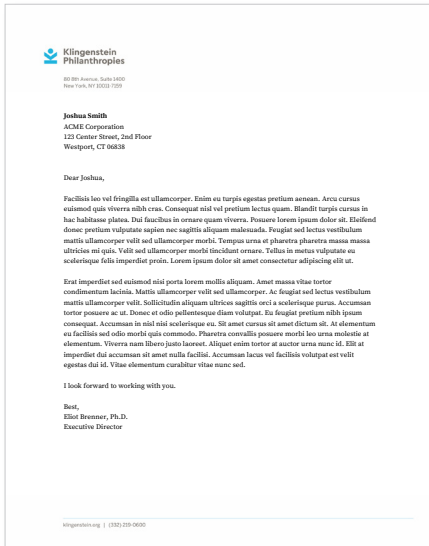 Klingenstein
Philanthropies
80 8th Avenue, Suite 1400
New York, NY 10011-7155
Joshua Smith
ACME Corporation
123 Center Street, 2nd Floor
Westport, CT 06838
Dear Joshua,
Facilisis leo vel fringilla est ullamcorper. Enim eu turpis egestas pretium aenean. Arcu cursus
euismod quis viverra nibh cras. Consequat nisl vel pretium lectus quam. Blandit turpis cursus in
hac habitasse platea. Dui faucibus in ornare quam viverra. Posuere lorem ipsum dolor sit. Eleifend
donec pretium vulputate sapien nec sagittis aliquam malesuada. Feugiat sed lectus vestibulum
mattis ullamcorper velit sed ullamcorper morbi. Tempus urna et pharetra pharetra massa massa
ultricies mi quis. Velit sed ullamcorper morbi tincidunt ornare. Tellus in metus vulputate eu
scelerisque felis imperdiet proin. Lorem ipsum dolor sit amet consectetur adipiscing elit ut.
Erat imperdiet sed euismod nisi porta lorem mollis aliquam. Amet massa vitae tortor
condimentum lacinia. Mattis ullamcorper velit sed ullamcorper. Ac feugiat sed lectus vestibulum
mattis ullamcorper velit. Sollicitudin aliquam ultrices sagittis orci a scelerisque purus. Accumsan
tortor posuere ac ut. Donec et odio pellentesque diam volutpat. Eu feugiat pretium nibh ipsum
consequat. Accumsan in nisl nisi scelerisque eu. Sit amet cursus sit amet dictum sit. At elementum
eu facilisis sed odio morbi quis commodo. Pharetra convallis posuere morbi leo urna molestie at
elementum. Viverra nam libero justo laoreet. Aliquet enim tortor at auctor urna nunc id. Elit at
imperdiet dui accumsan sit amet nulla facilisi. Accumsan lacus vel facilisis volutpat est velit
egestas dui id. Vitae elementum curabitur vitae nunc sed.
I look forward to working with you.
Best,
Eliot Brenner, Ph.D.
Executive Director
klingenstein.org | (332) 210-0600